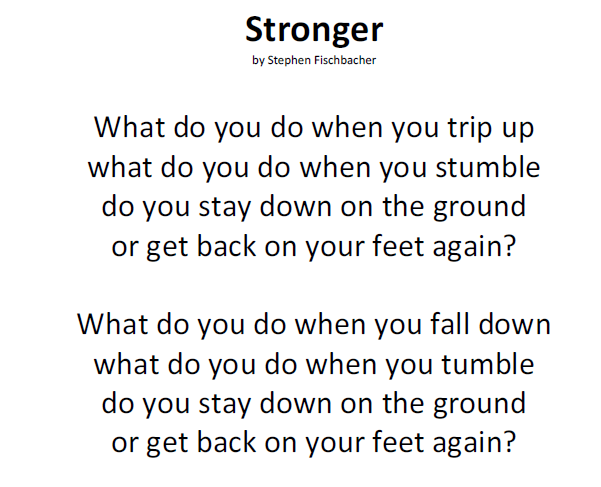 Stronger
by Stephen Fischbacher
What do you do when you trip up
what do you do when you stumble
do you stay down on the ground
or get back on your feet again?
What do you do when you fall down
what do you do when you tumble
do you stay down on the ground
or get back on your feet again?